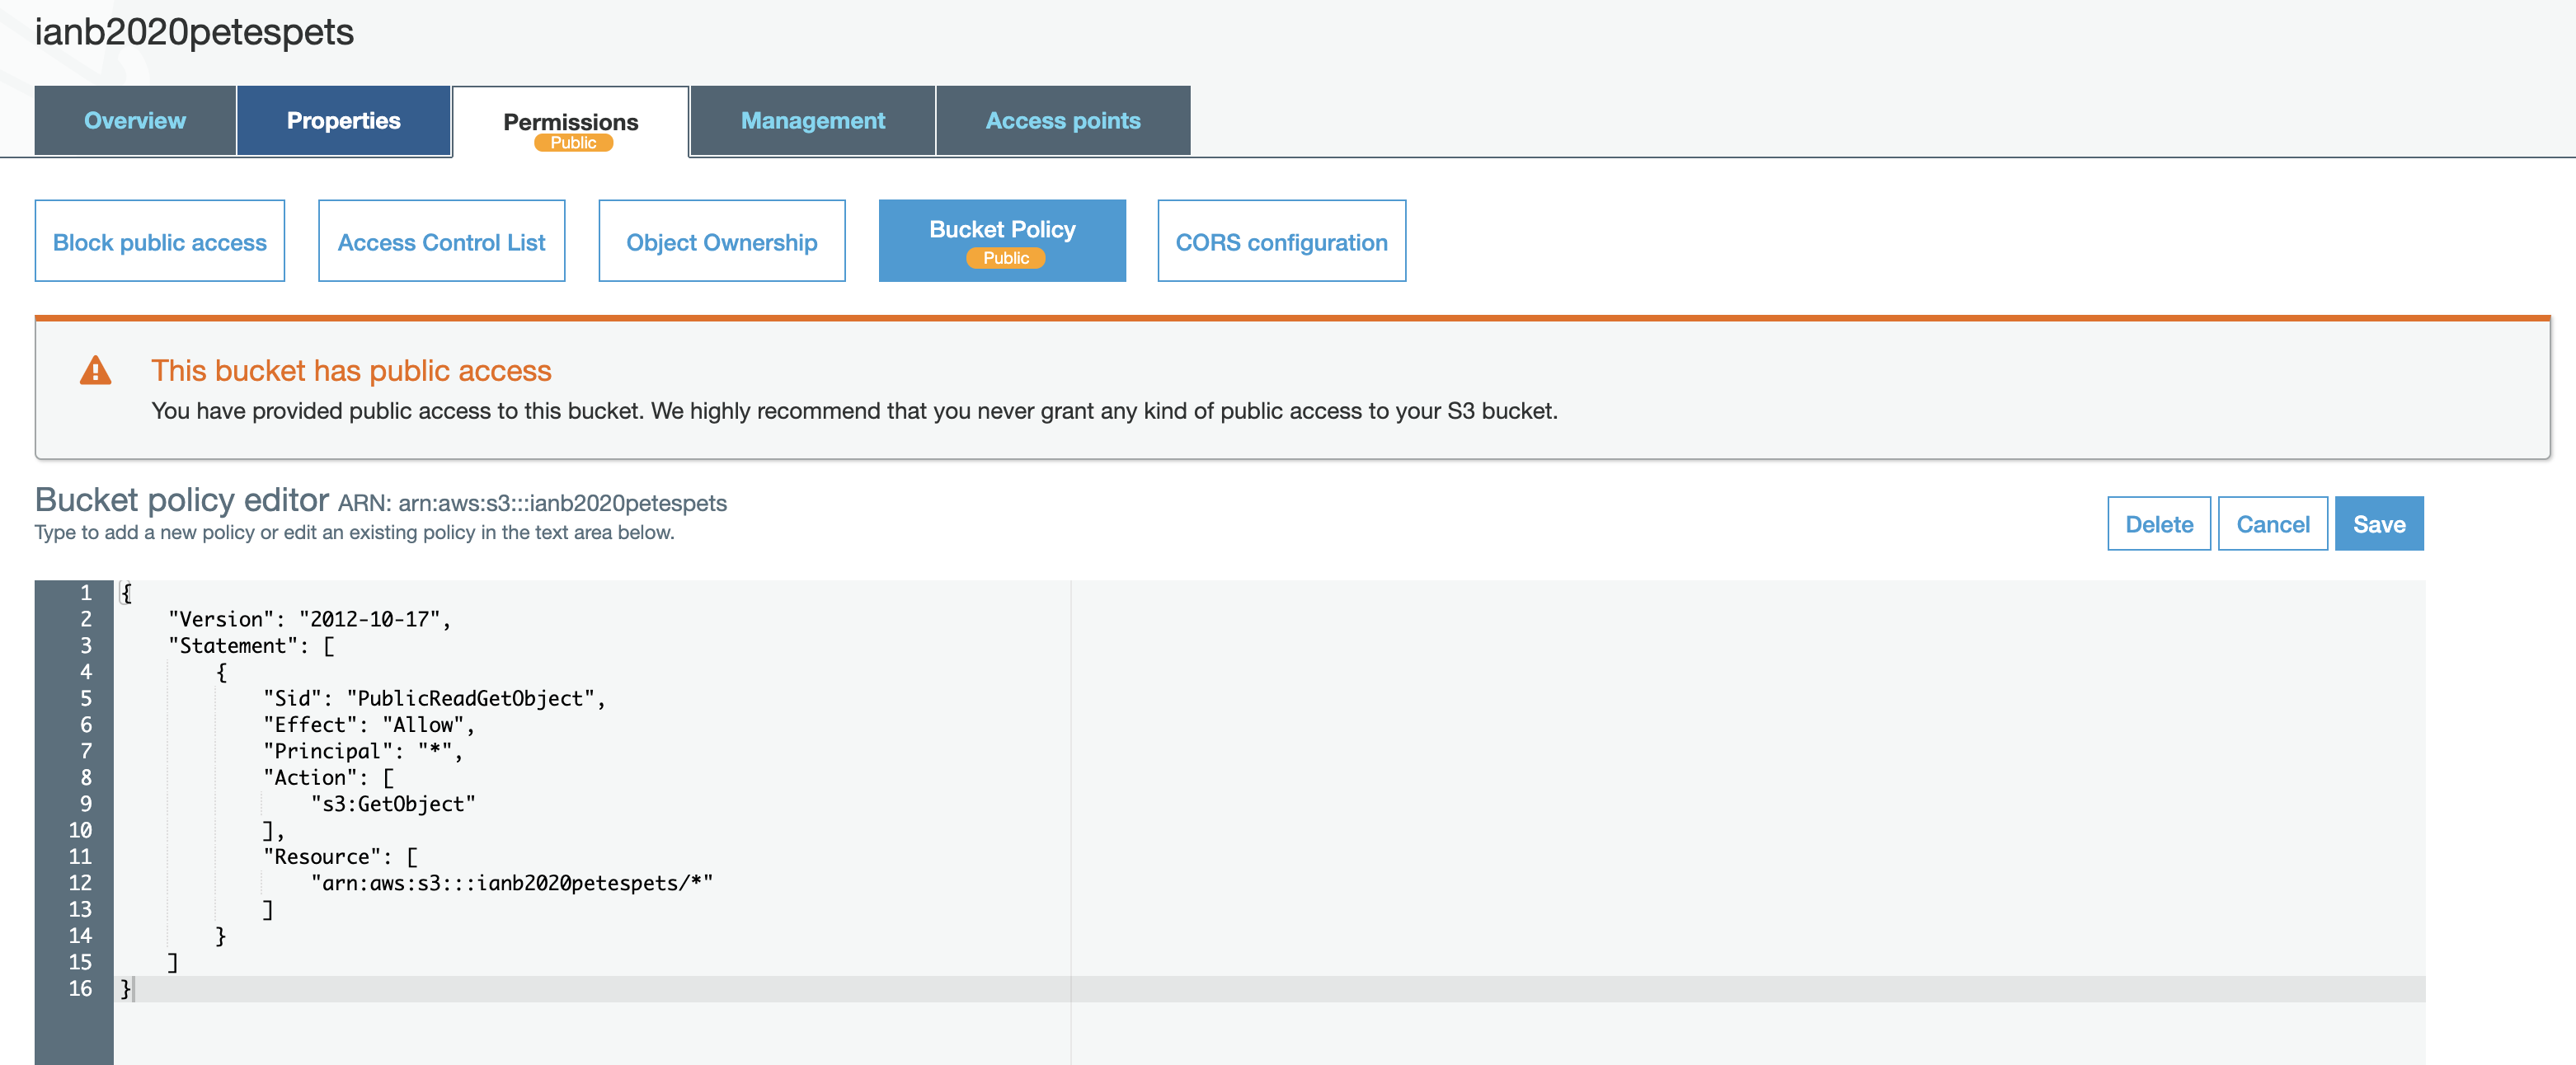 ianb2020petespets
Overview Properties Permissions Management Access points
Public
Block public access Access Control List Object Ownership Bucket Policy CORS configuration
Public
This bucket has public access
You have provided public access to this bucket. We highly recommend that you never grant any kind of public access to your S3 bucket.
Bucket policy editor ARN: arn:aws:s3:::ianb2020petespets
Type to add a new policy or edit an existing policy in the text area below.
Delete Cancel Save
1 {
2 "Version": "2012-10-17",
3 "Statement": [
4 {
5 "Sid": "PublicReadGetObject",
6 "Effect": "Allow",
7 "Principal": "*",
8 "Action": [
9 "s3:GetObject"
10 ],
11 "Resource": [
12 "arn:aws:s3:::ianb2020petespets/*"
13 ]
14 }
15 ]
16 }